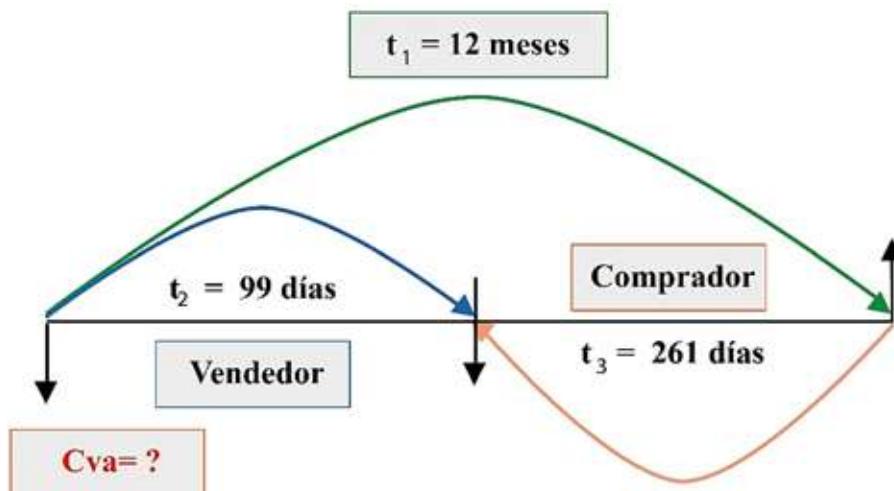 t₁ = 12 meses
Comprador
t₂ = 99 días
t₃ = 261 días
Vendedor
Cva= ?